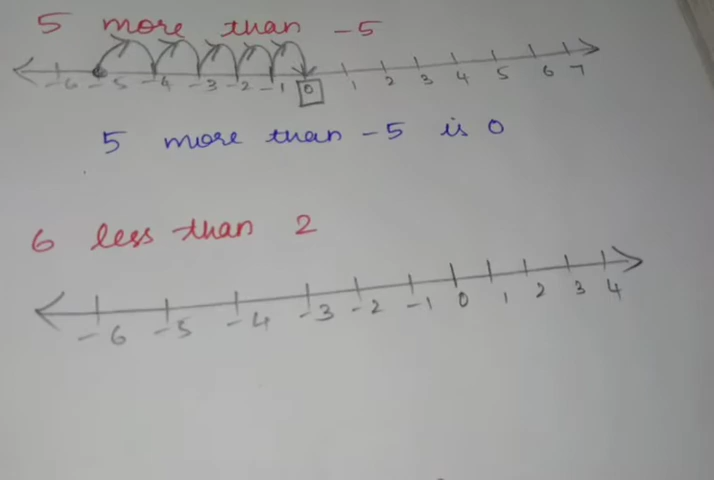 5 more than -5
-6 -5 -4 -3 -2 -1 0 1 2 3 4 5 6 7
5 more than -5 is 0
6 less than 2
-6 -5 -4 -3 -2 -1 0 1 2 3 4